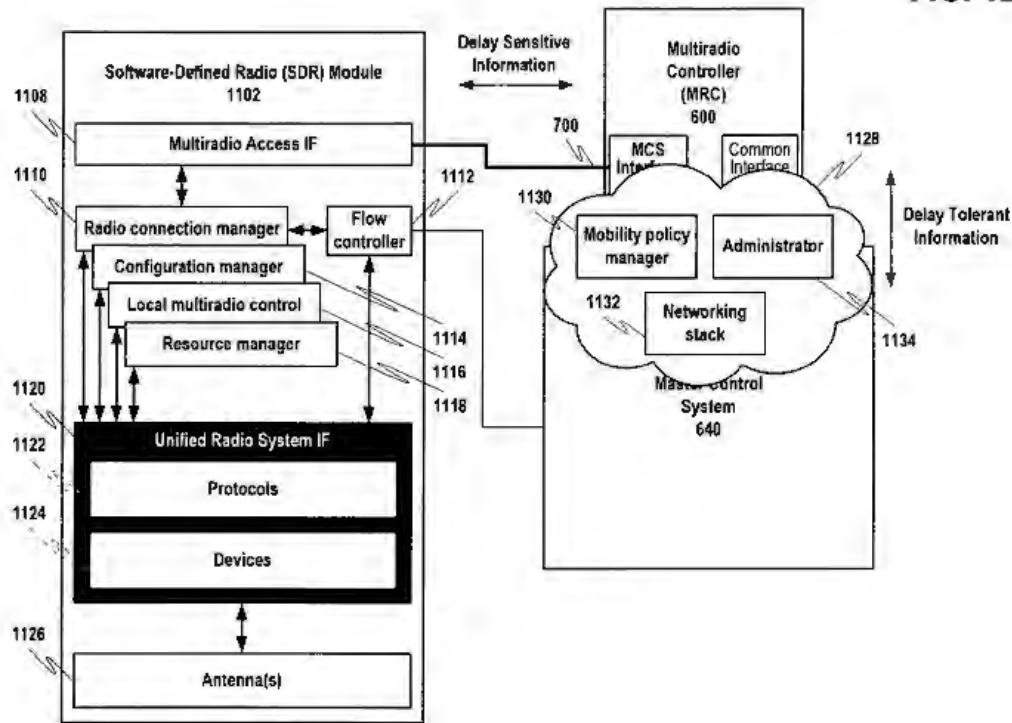 Software-Defined Radio (SDR) Module
1102
1108
Multiradio Access IF
1110
Radio connection manager
1112
Flow
controller
Configuration manager
Local multiradio control
Resource manager
1114
1116
1118
1120
Unified Radio System IF
1122
Protocols
1124
Devices
1126
Antenna(s)
Delay Sensitive
Information
Multiradio
Controller
(MRC)
600
700
MCS
Common
Interface
1128
1130
Mobility policy
manager
Administrator
Delay Tolerant
Information
1132
Networking
stack
1134
Master Control
System
640